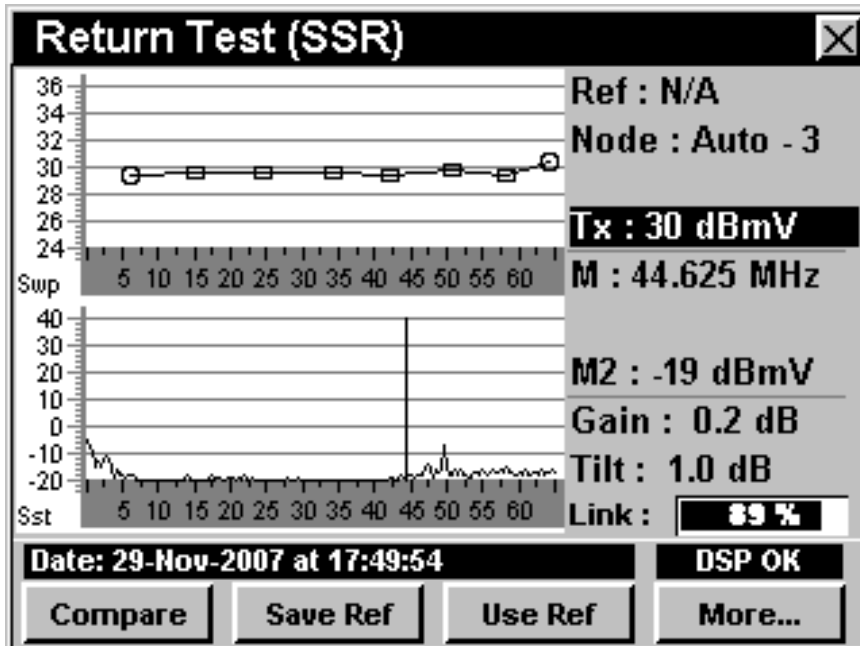 Return Test (SSR)
36
34
32
30
28
26
24
Swp
5 10 15 20 25 30 35 40 45 50 55 60
40
30
20
10
0
-10
-20
Sst
5 10 15 20 25 30 35 40 45 50 55 60
Ref : N/A
Node : Auto - 3
Tx : 30 dBmV
M : 44.625 MHz
M2 : -19 dBmV
Gain : 0.2 dB
Tilt : 1.0 dB
Link : 89 %
Date: 29-Nov-2007 at 17:49:54
DSP OK
Compare
Save Ref
Use Ref
More...